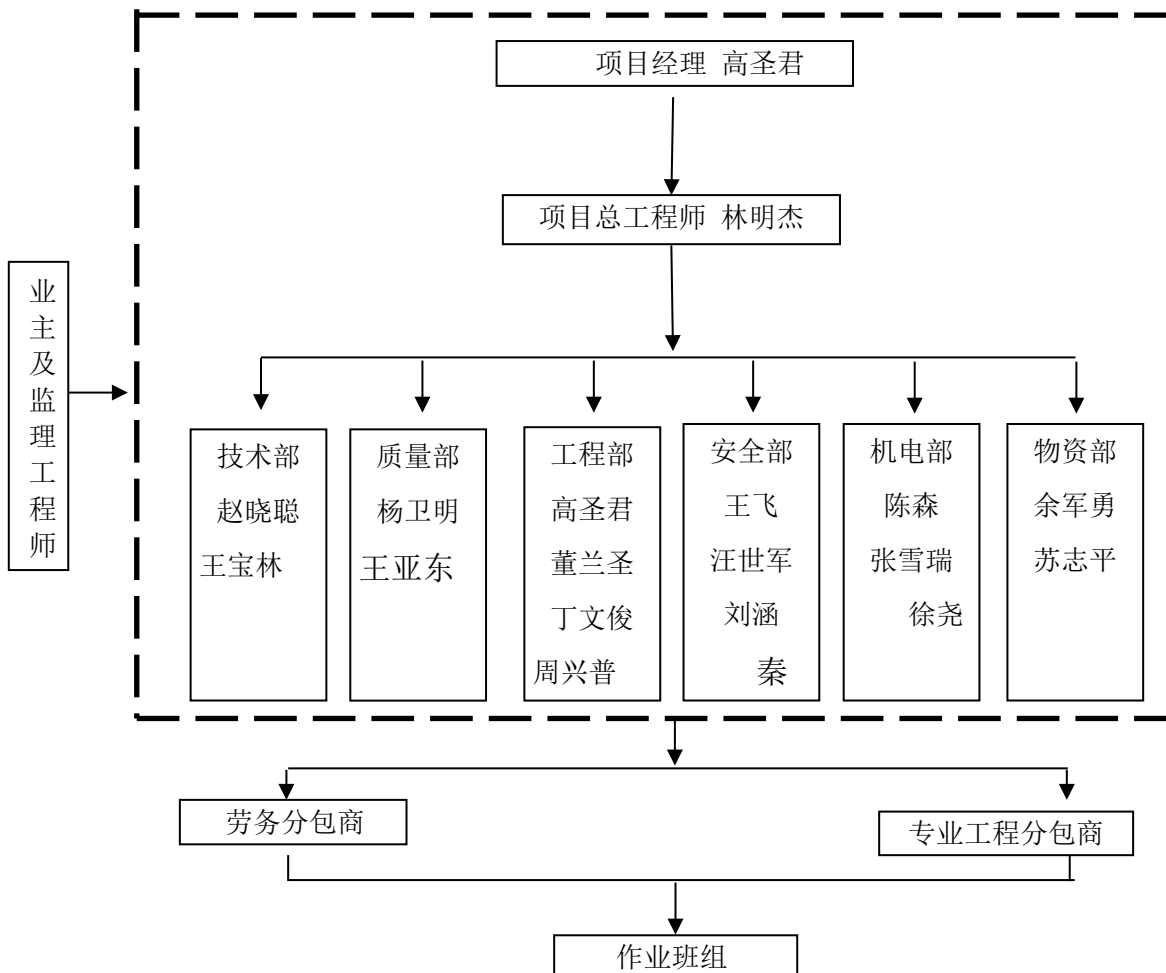 项目经理 高圣君
项目总工程师 林明杰
业主及监理工程师
技术部
赵晓聪
王宝林
质量部
杨卫明
王亚东
工程部
高圣君
董兰圣
丁文俊
周兴普
安全部
王飞
汪世军
刘涵
秦
机电部
陈森
张雪瑞
徐尧
物资部
余军勇
苏志平
劳务分包商
专业工程分包商
作业班组